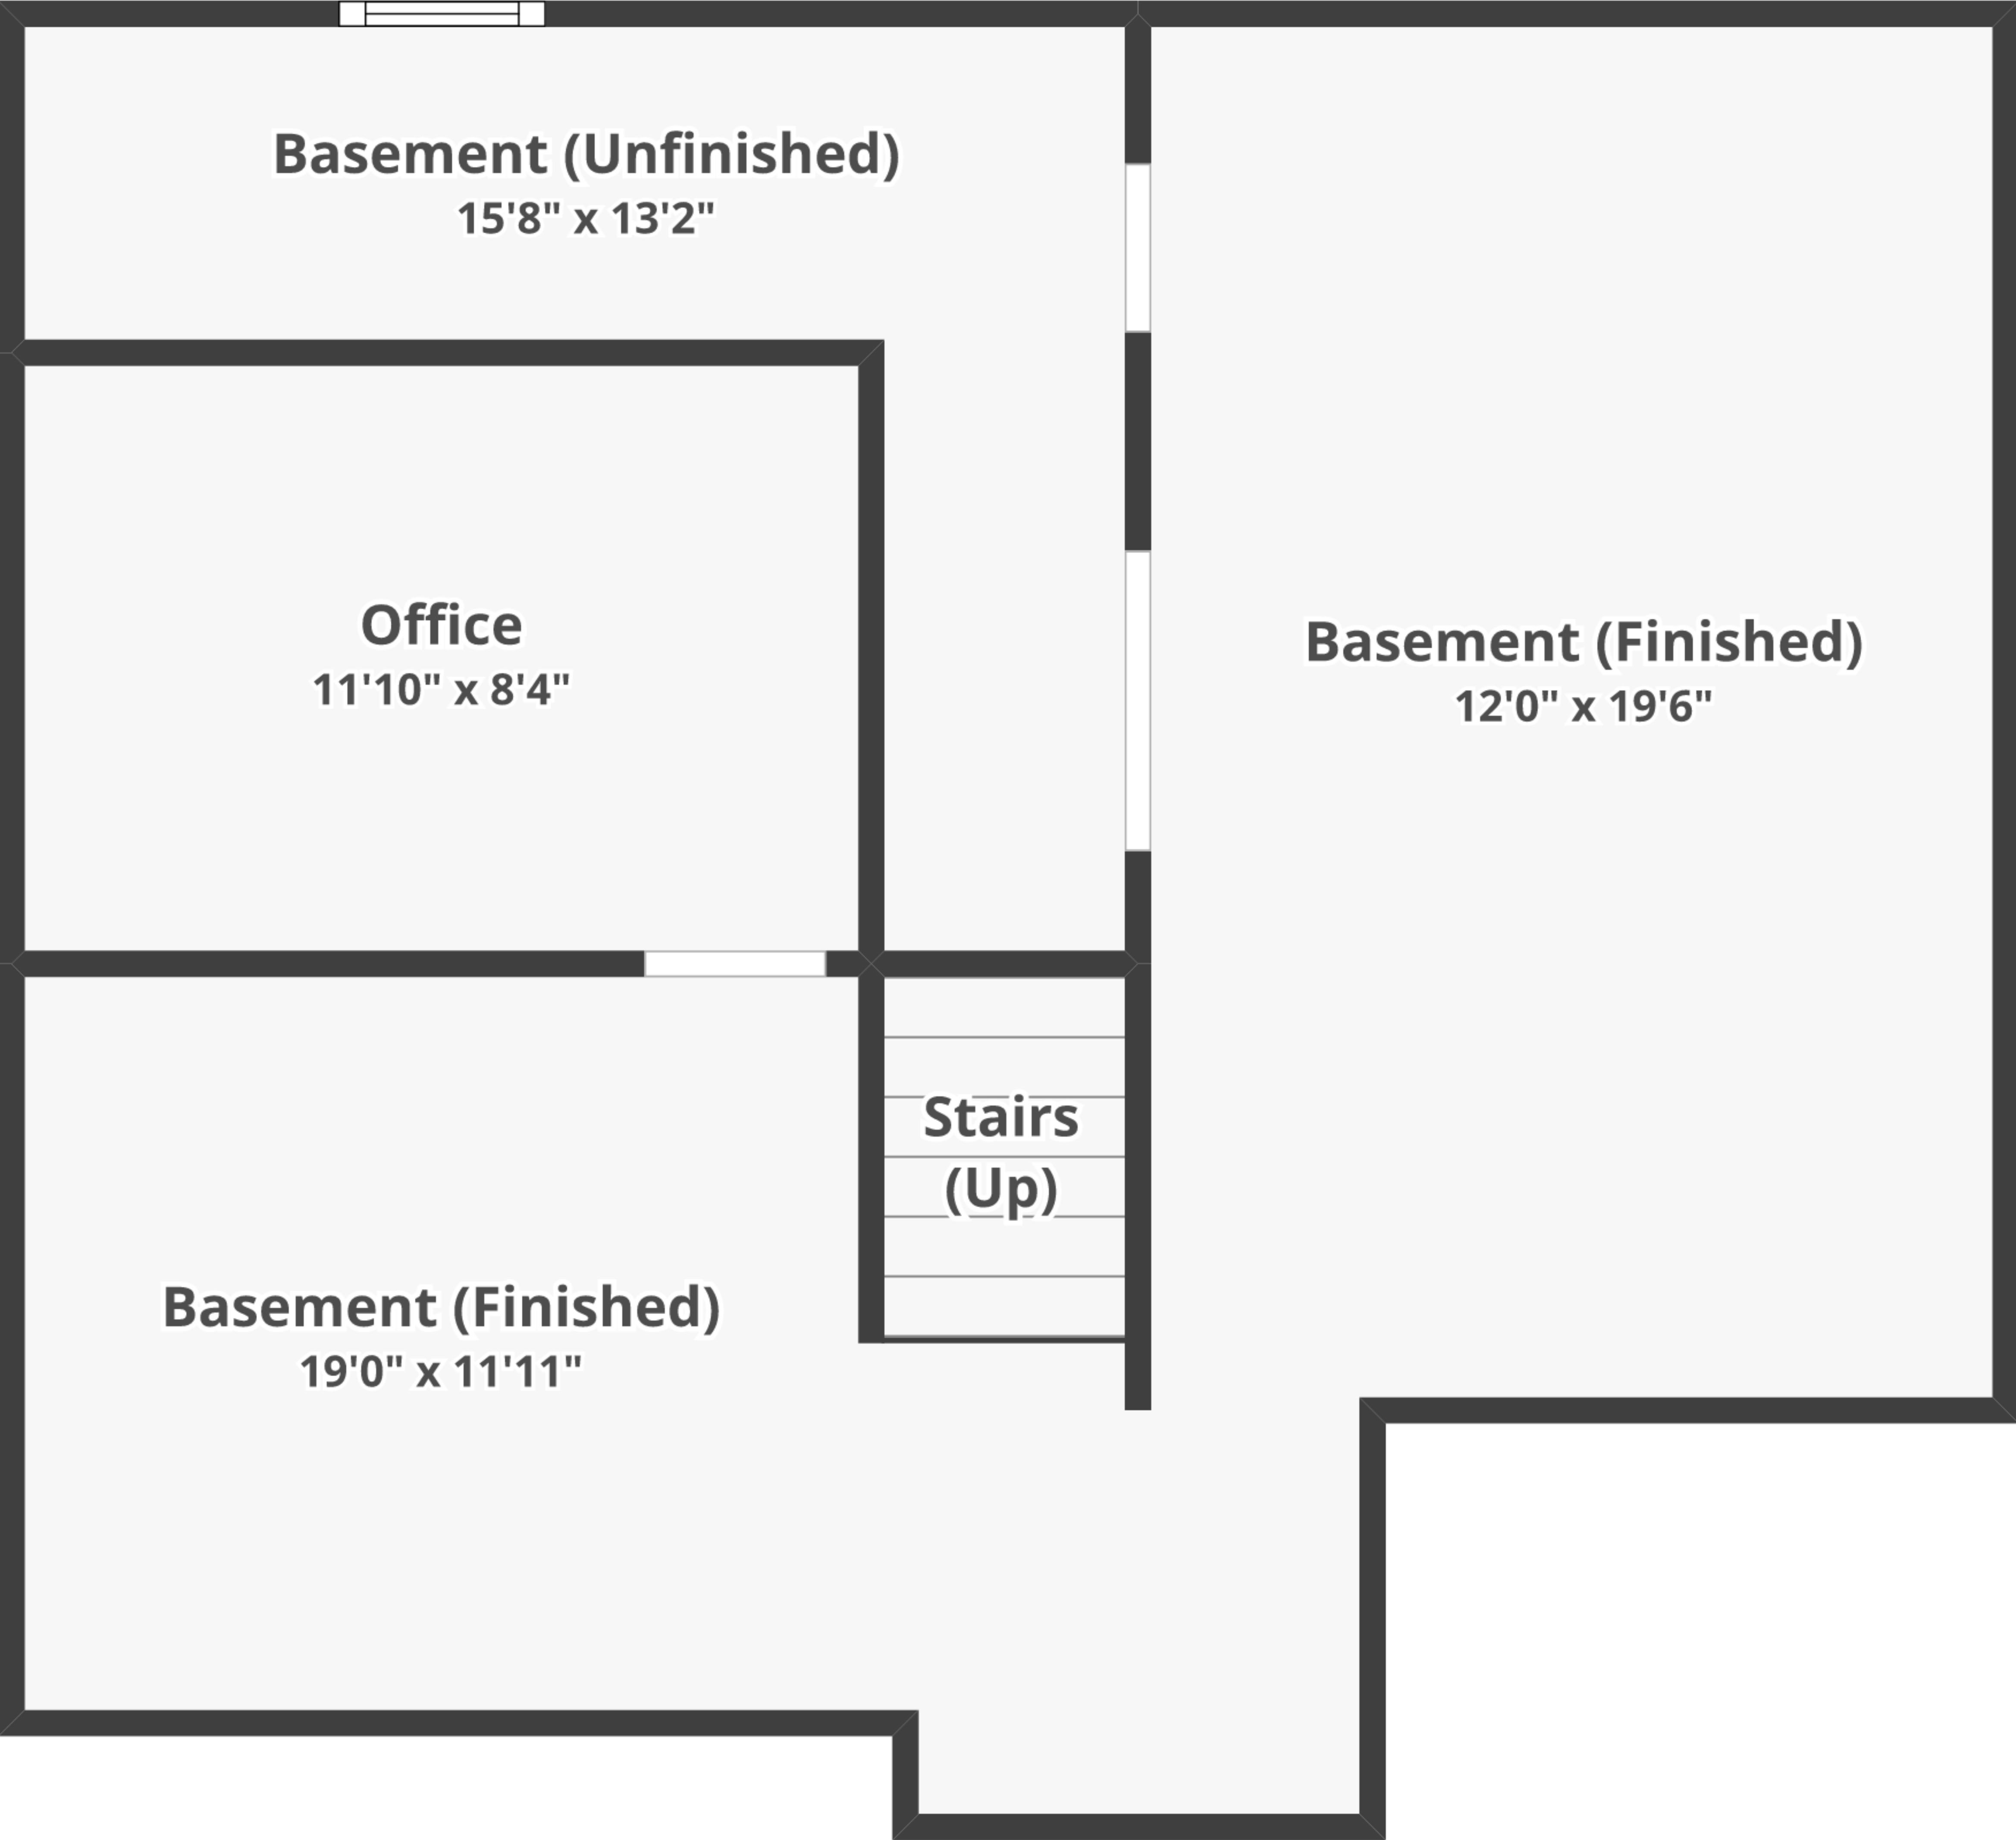 Basement (Unfinished)
15'8" x 13'2"
Office
11'10" x 8'4"
Basement (Finished)
12'0" x 19'6"
Stairs
(Up)
Basement (Finished)
19'0" x 11'11"